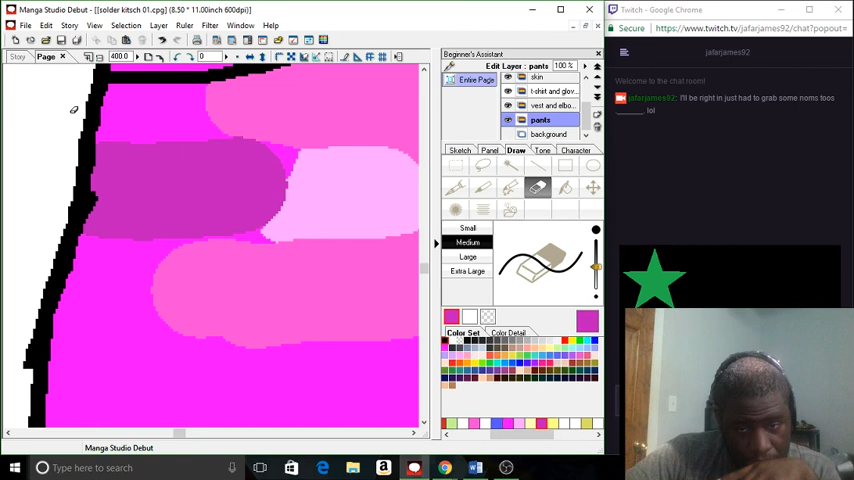 Manga Studio Debut - [[solder kitsch 01.cpg] (8.50 * 11.00inch 600dpi)]
File Edit Story View Selection Layer Ruler Filter Window Help
Story Page 400.0 0
Beginner's Assistant
Edit Layer : pants 100 %
Entire Page
skin
t-shirt and glov...
vest and elbo...
pants
background
Sketch Panel Draw Tone Character
Small
Medium
Large
Extra Large
Color Set Color Detail
Manga Studio Debut
Type here to search
Twitch - Google Chrome
Secure https://www.twitch.tv/jafarjames92/chat?popout=
jafarjames92
Welcome to the chat room!
jafarjames92: I'll be right in just had to grab some noms toos
_______ lol